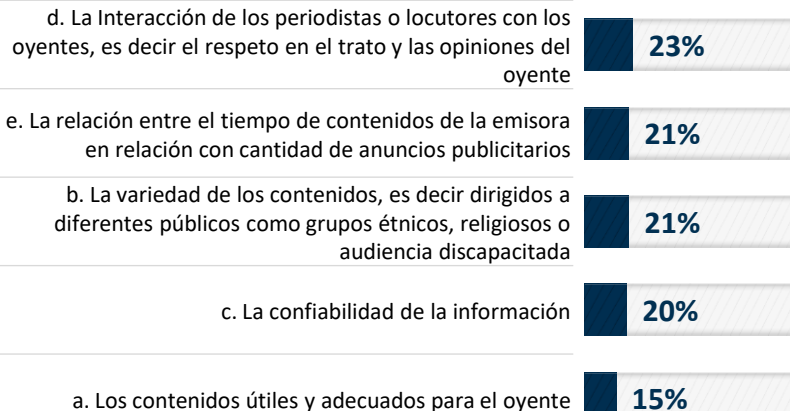 d. La Interacción de los periodistas o locutores con los
oyentes, es decir el respeto en el trato y las opiniones del
oyente
23%
e. La relación entre el tiempo de contenidos de la emisora
en relación con cantidad de anuncios publicitarios
21%
b. La variedad de los contenidos, es decir dirigidos a
diferentes públicos como grupos étnicos, religiosos o
audiencia discapacitada
21%
c. La confiabilidad de la información
20%
a. Los contenidos útiles y adecuados para el oyente
15%